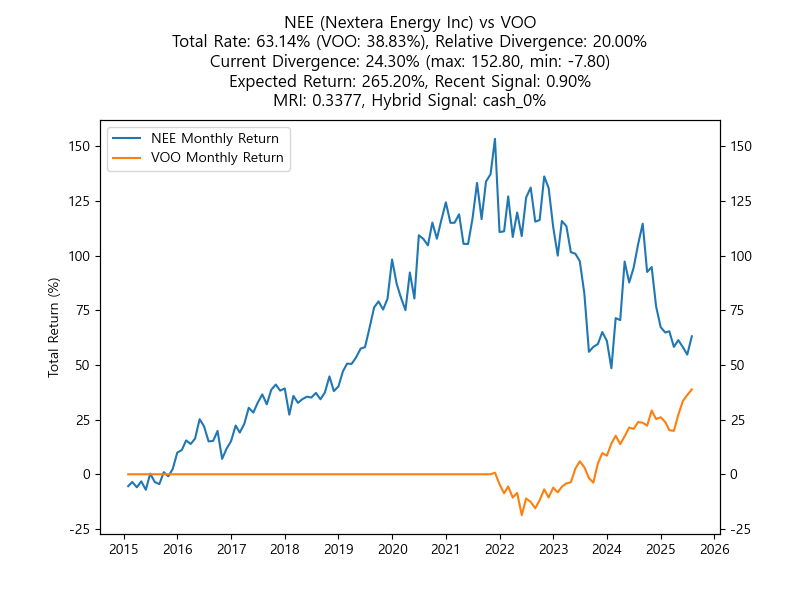 NEE (Nextera Energy Inc) vs VOO
Total Rate: 63.14% (VOO: 38.83%), Relative Divergence: 20.00%
Current Divergence: 24.30% (max: 152.80, min: -7.80)
Expected Return: 265.20%, Recent Signal: 0.90%
MRI: 0.3377, Hybrid Signal: cash_0%
NEE Monthly Return
VOO Monthly Return
Total Return (%)
150
125
100
75
50
25
0
-25
150
125
100
75
50
25
0
-25
2015 2016 2017 2018 2019 2020 2021 2022 2023 2024 2025 2026